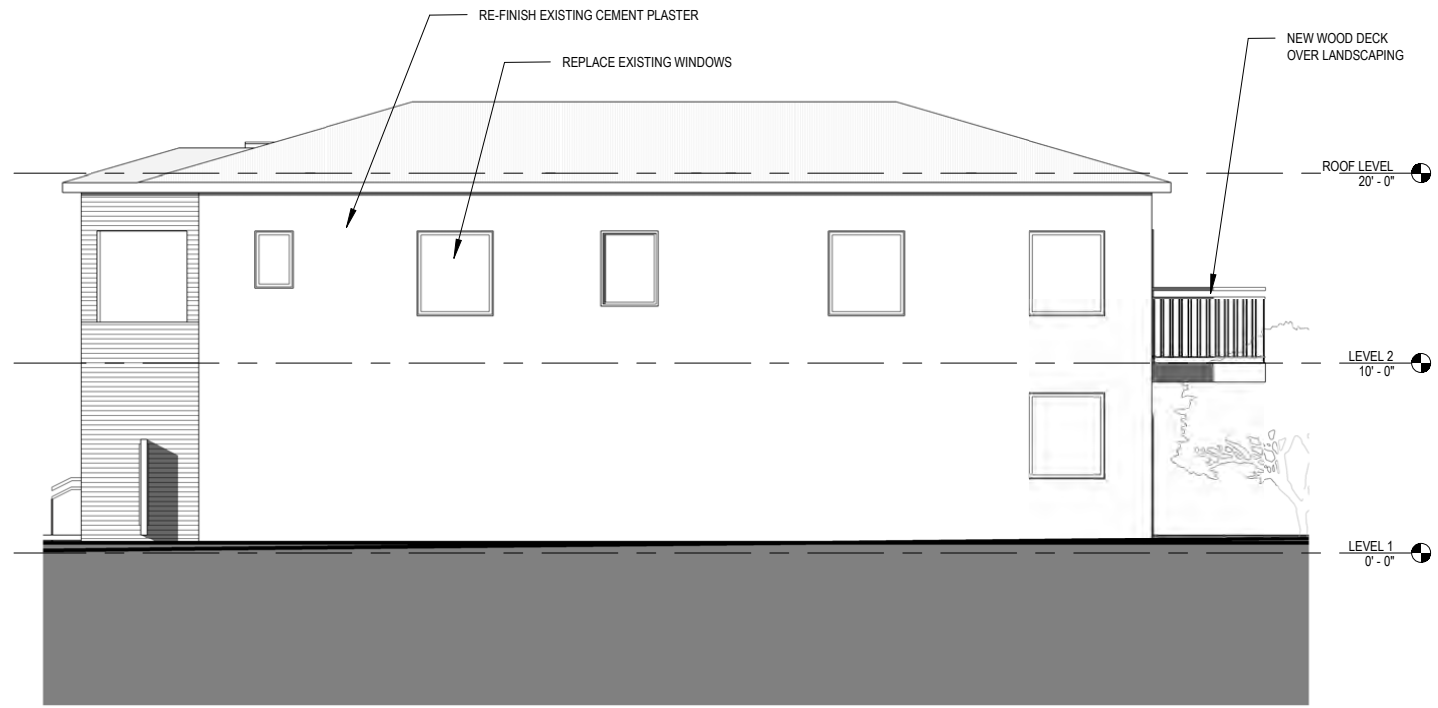 RE-FINISH EXISTING CEMENT PLASTER
REPLACE EXISTING WINDOWS
NEW WOOD DECK
OVER LANDSCAPING
ROOF LEVEL
20' - 0"
LEVEL 2
10' - 0"
LEVEL 1
0' - 0"